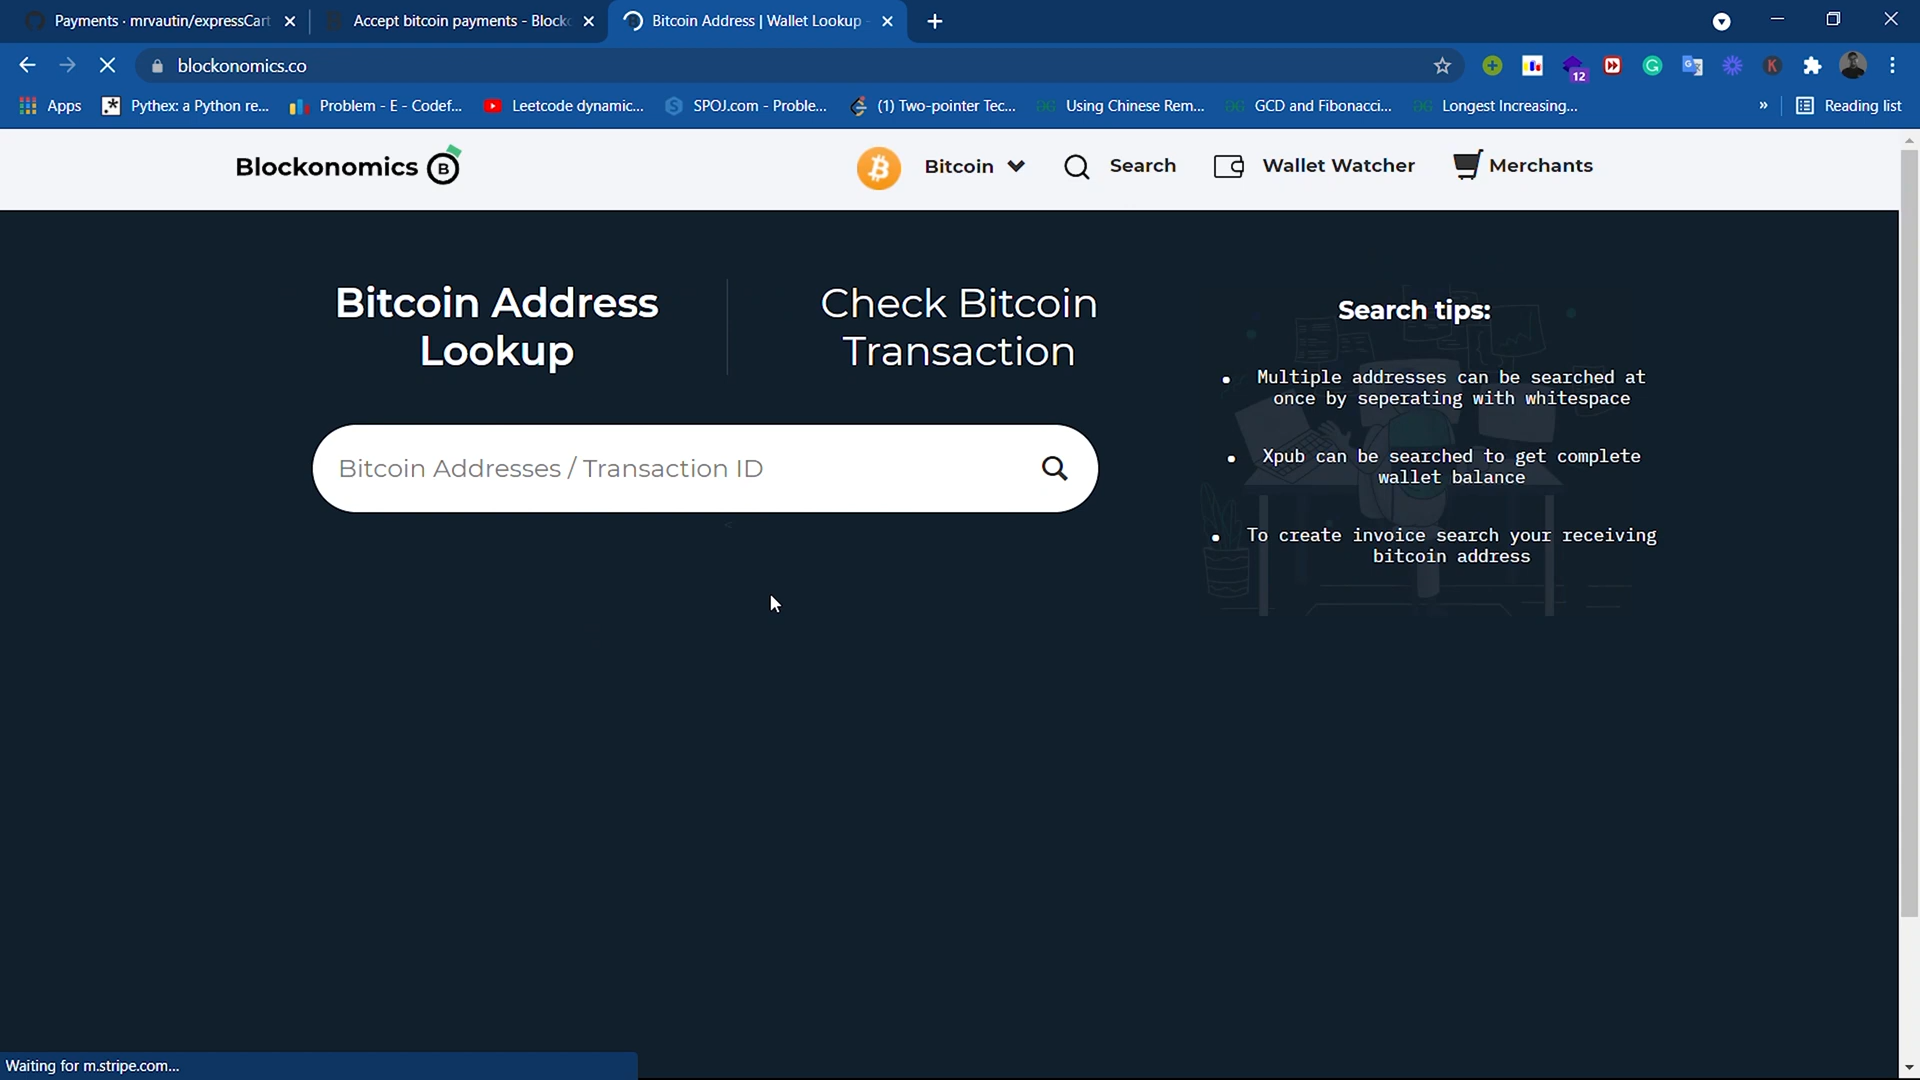 Payments · mrvautin/expressCart
Accept bitcoin payments - Blocko
Bitcoin Address | Wallet Lookup -
blockonomics.co
12
K
Apps
Pythex: a Python re...
Problem - E - Codef...
Leetcode dynamic...
SPOJ.com - Proble...
(1) Two-pointer Tec...
Using Chinese Rem...
GCD and Fibonacci...
Longest Increasing...
»
Reading list
Blockonomics B
Bitcoin
Search
Wallet Watcher
Merchants
Bitcoin Address
Lookup
Check Bitcoin
Transaction
Bitcoin Addresses / Transaction ID
Search tips:
• Multiple addresses can be searched at
once by seperating with whitespace
• Xpub can be searched to get complete
wallet balance
• To create invoice search your receiving
bitcoin address
Waiting for m.stripe.com...